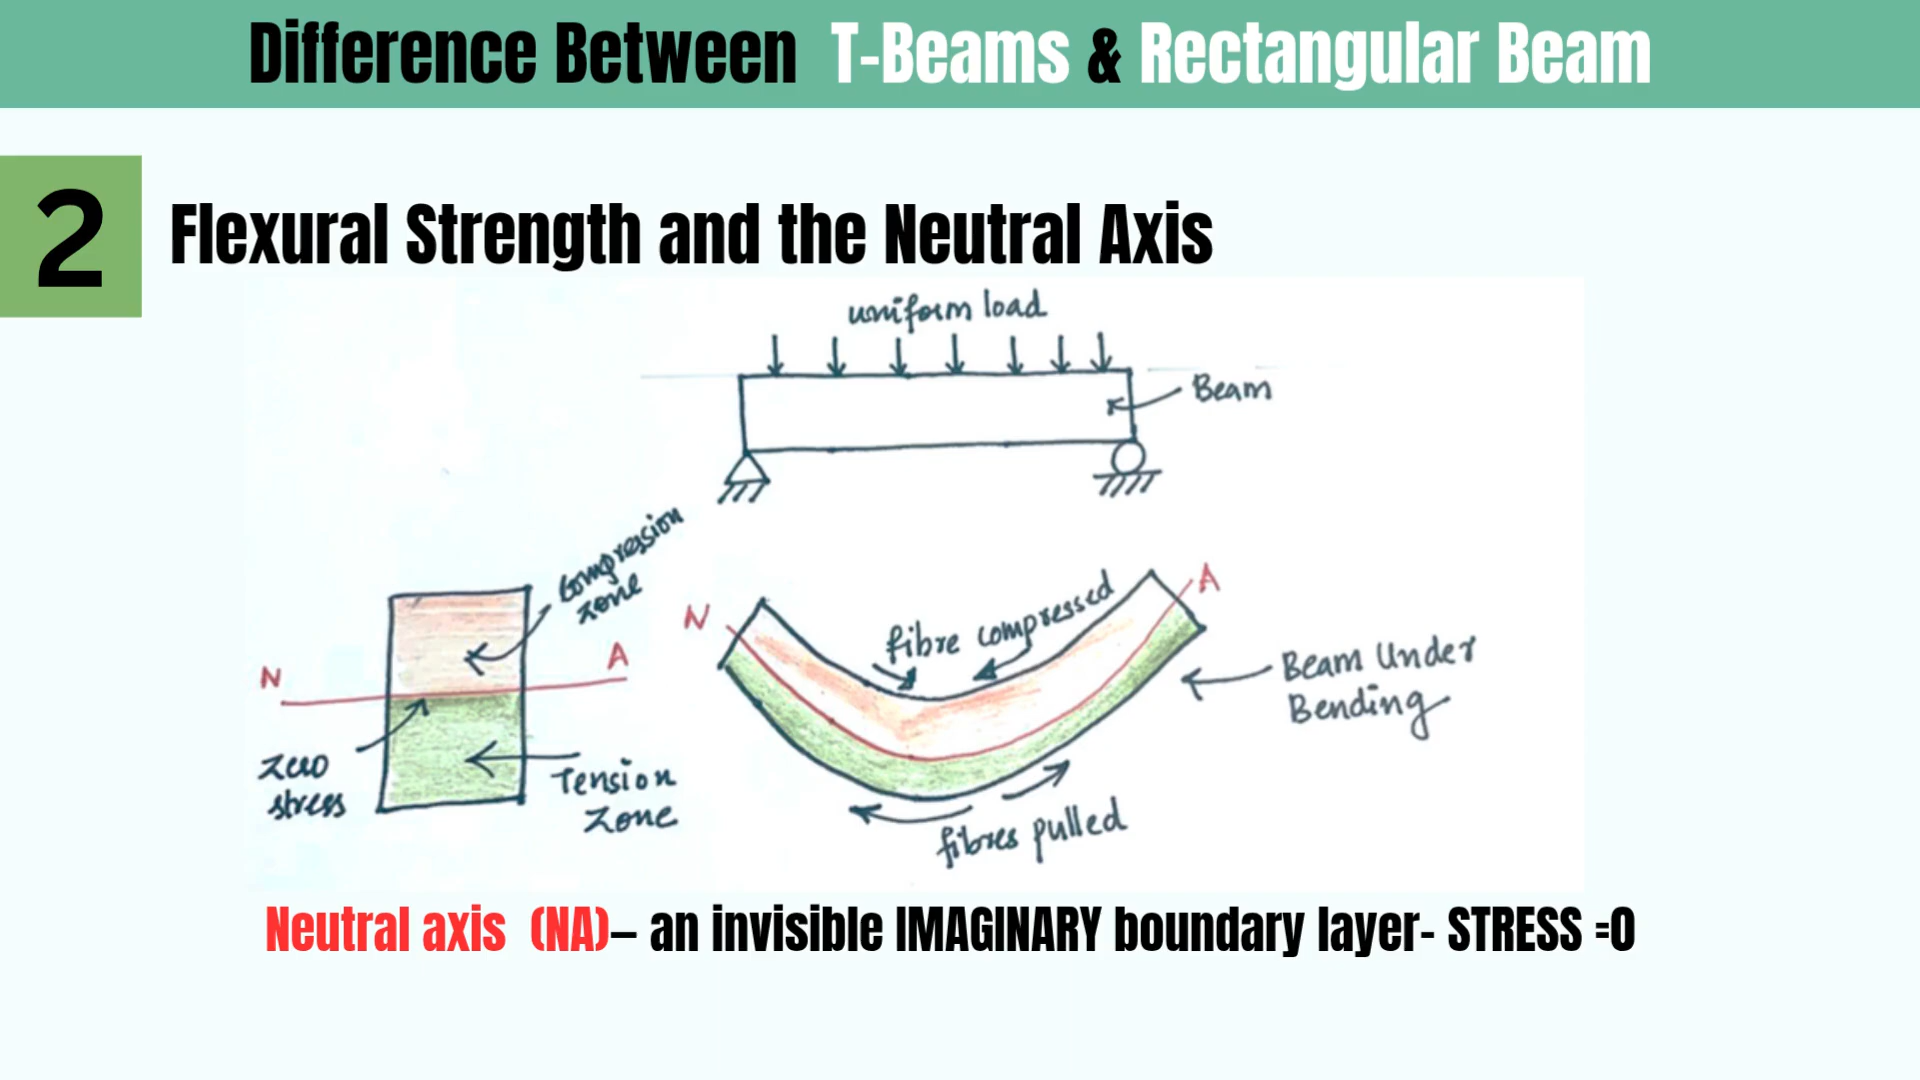 Difference Between T-Beams & Rectangular Beam
2
Flexural Strength and the Neutral Axis
uniform load
Beam
compression
zone
N
A
zero
stress
Tension
zone
N
A
fibre compressed
Beam Under
Bending
fibres pulled
Neutral axis (NA)– an invisible IMAGINARY boundary layer- STRESS =0